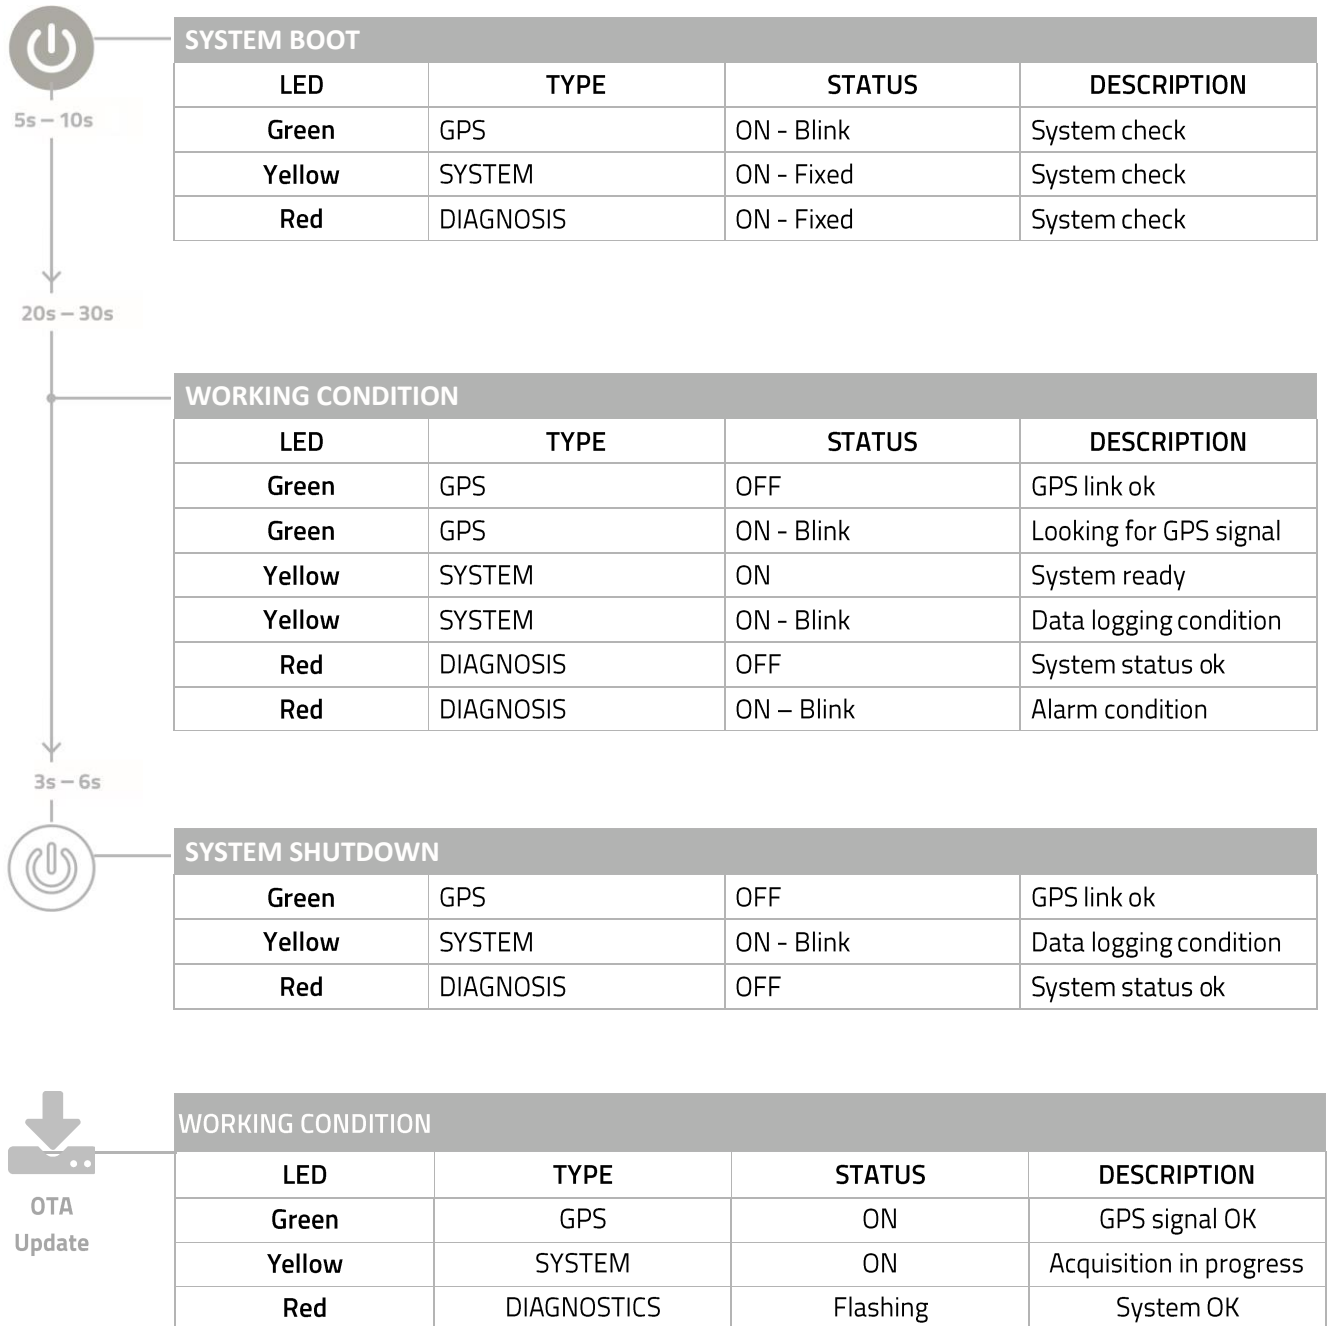 SYSTEM BOOT
LED TYPE STATUS DESCRIPTION
5s – 10s
Green GPS ON - Blink System check
Yellow SYSTEM ON - Fixed System check
Red DIAGNOSIS ON - Fixed System check
20s – 30s
WORKING CONDITION
LED TYPE STATUS DESCRIPTION
Green GPS OFF GPS link ok
Green GPS ON - Blink Looking for GPS signal
Yellow SYSTEM ON System ready
Yellow SYSTEM ON - Blink Data logging condition
Red DIAGNOSIS OFF System status ok
Red DIAGNOSIS ON – Blink Alarm condition
3s – 6s
SYSTEM SHUTDOWN
Green GPS OFF GPS link ok
Yellow SYSTEM ON - Blink Data logging condition
Red DIAGNOSIS OFF System status ok
WORKING CONDITION
LED TYPE STATUS DESCRIPTION
OTA
Update
Green GPS ON GPS signal OK
Yellow SYSTEM ON Acquisition in progress
Red DIAGNOSTICS Flashing System OK